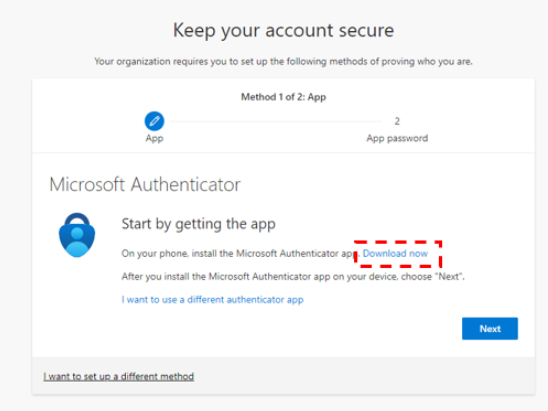 Keep your account secure
Your organization requires you to set up the following methods of proving who you are.
Method 1 of 2: App
App
2
App password
Microsoft Authenticator
Start by getting the app
On your phone, install the Microsoft Authenticator app. Download now
After you install the Microsoft Authenticator app on your device, choose "Next".
I want to use a different authenticator app
Next
I want to set up a different method